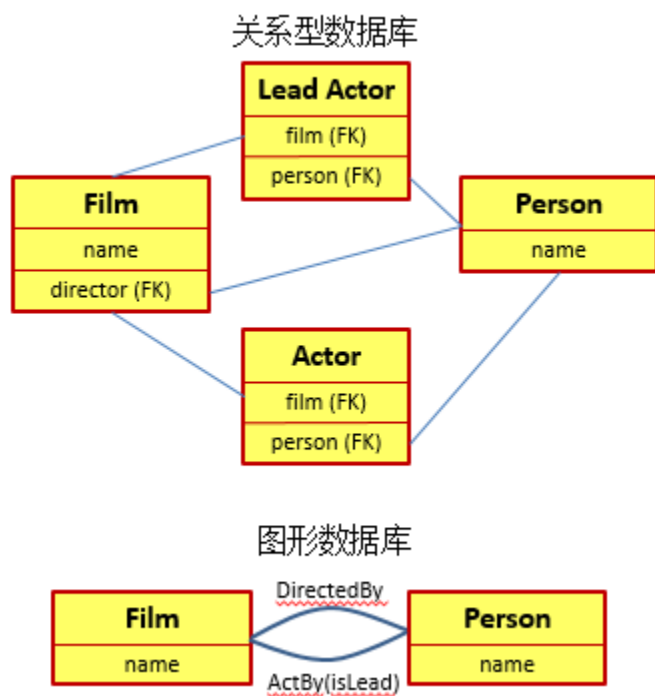 关系型数据库
Lead Actor
film (FK)
person (FK)
Film
name
director (FK)
Person
name
Actor
film (FK)
person (FK)
图形数据库
DirectedBy
Film
name
Person
name
ActBy(isLead)